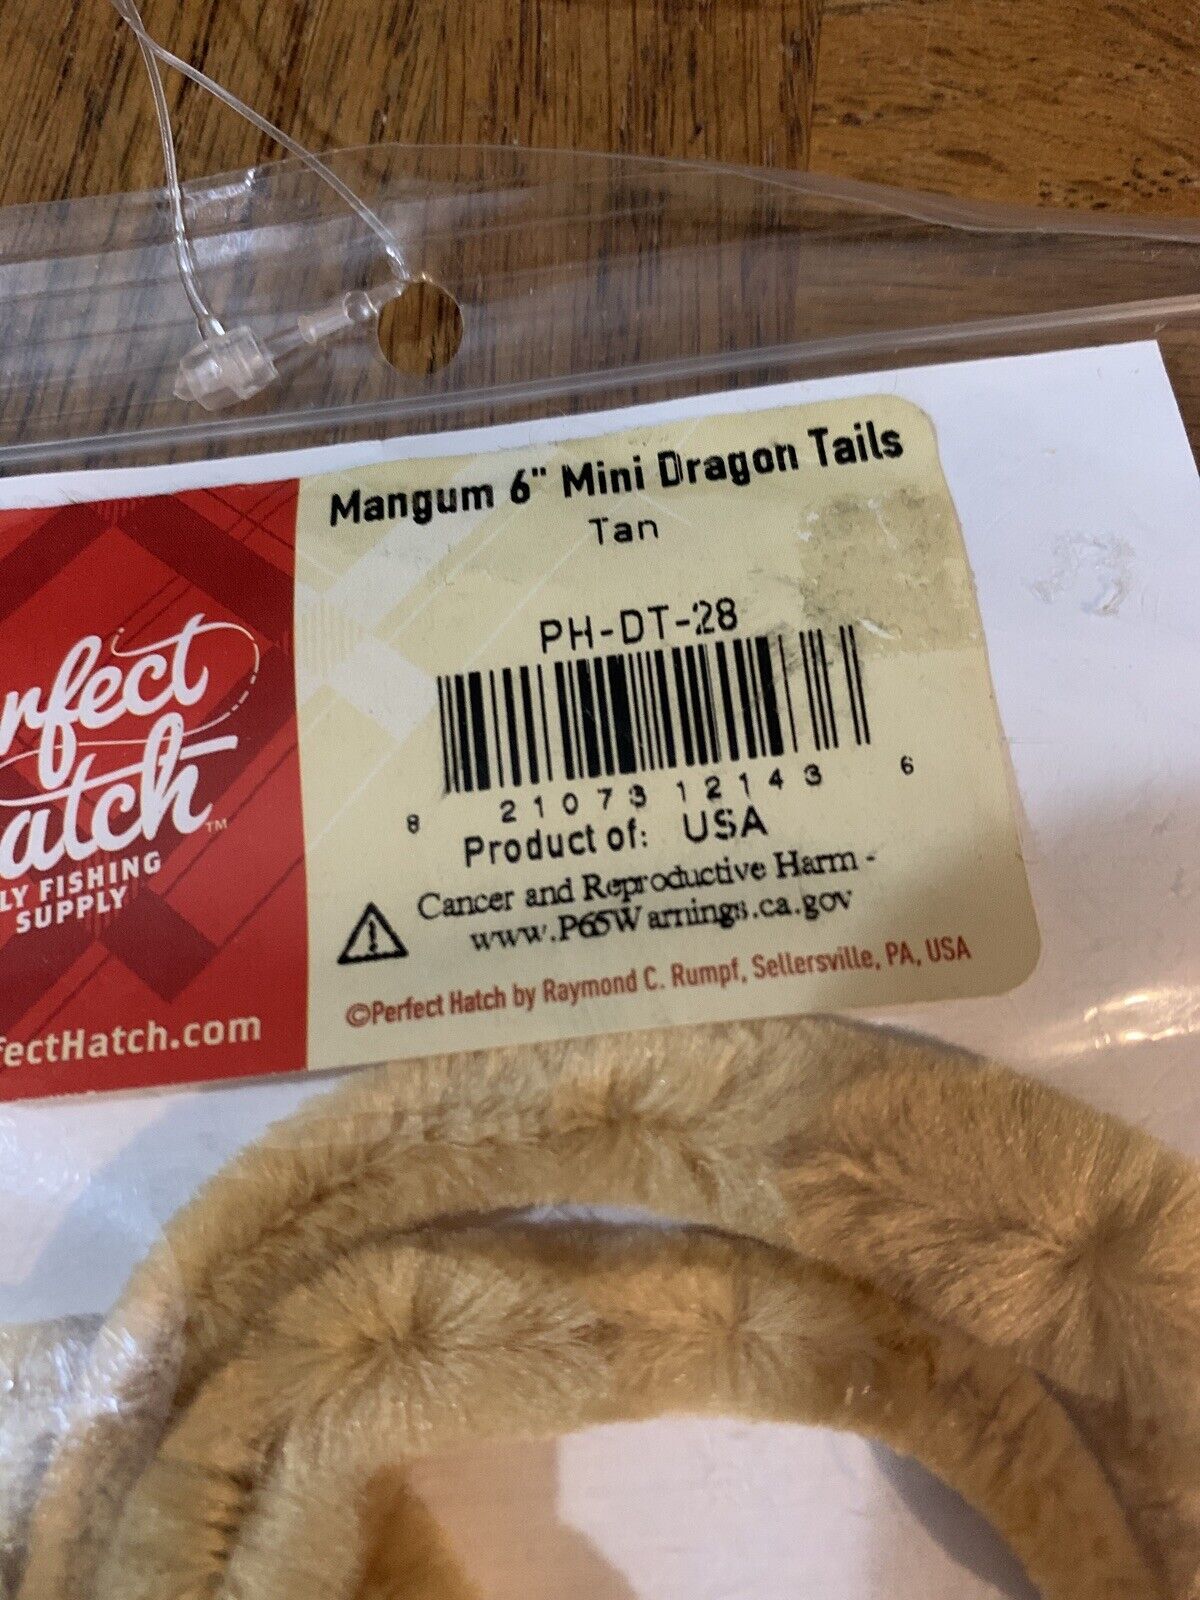 Mangum 6" Mini Dragon Tails
Tan
PH-DT-28
8 21073 12143 6
Product of: USA
Cancer and Reproductive Harm -
www.P65Warnings.ca.gov
©Perfect Hatch by Raymond C. Rumpf, Sellersville, PA, USA
rfect
atch™
LY FISHING
SUPPLY
fectHatch.com